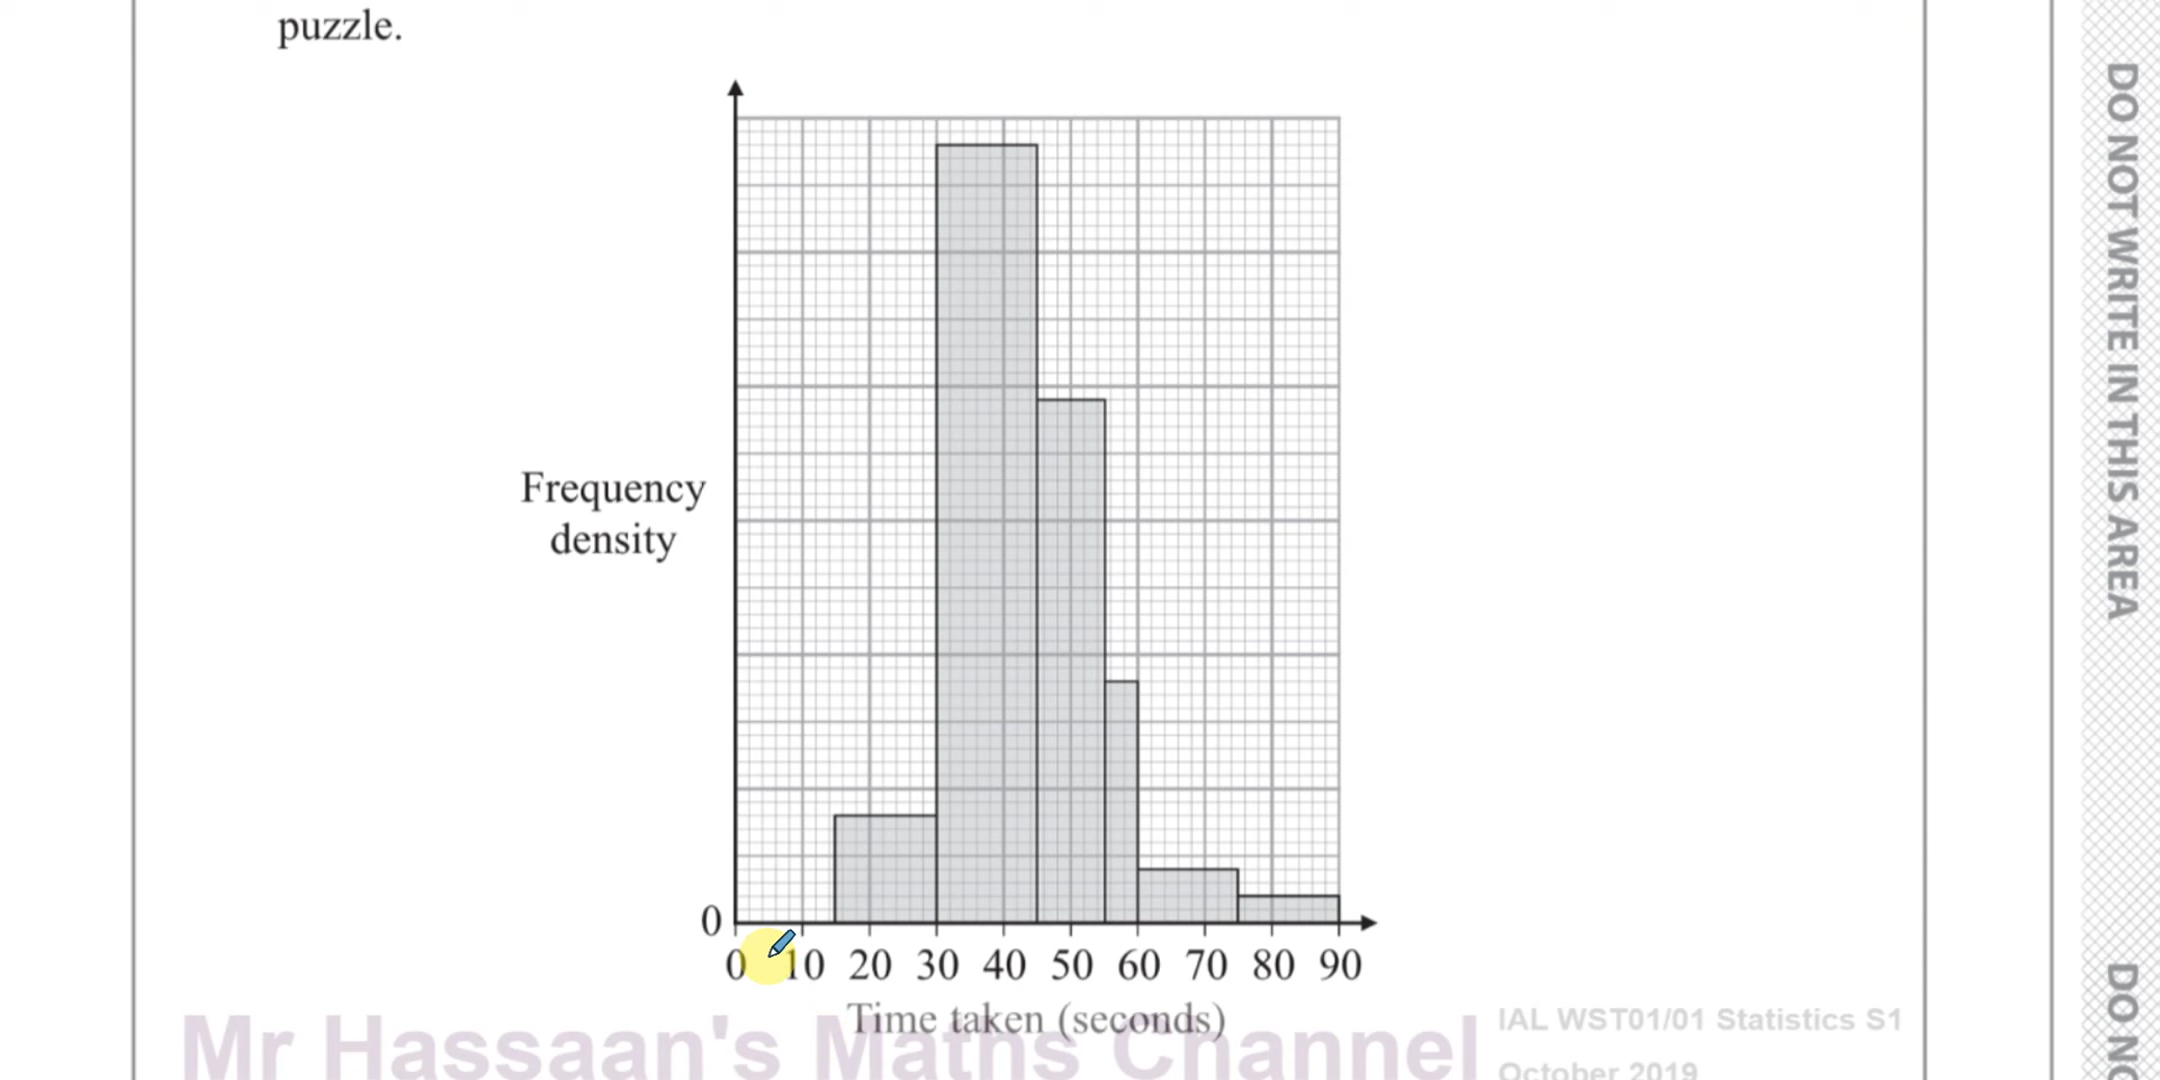 puzzle.
Frequency
density
0
0 10 20 30 40 50 60 70 80 90
Time taken (seconds)
Mr Hassaan's Maths Channel
IAL WST01/01 Statistics S1
October 2019
DO NOT WRITE IN THIS AREA
DO NO